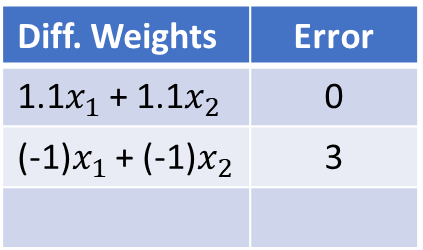 Diff. Weights Error
1.1x₁ + 1.1x₂ 0
(-1)x₁ + (-1)x₂ 3